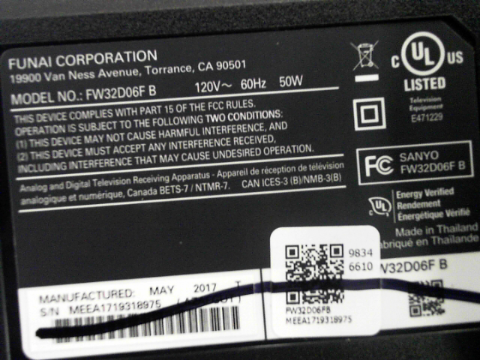 FUNAI CORPORATION
19900 Van Ness Avenue, Torrance, CA 90501
MODEL NO.: FW32D06F B 120V~ 60Hz 50W
THIS DEVICE COMPLIES WITH PART 15 OF THE FCC RULES.
OPERATION IS SUBJECT TO THE FOLLOWING TWO CONDITIONS:
(1) THIS DEVICE MAY NOT CAUSE HARMFUL INTERFERENCE, AND
(2) THIS DEVICE MUST ACCEPT ANY INTERFERENCE RECEIVED,
INCLUDING INTERFERENCE THAT MAY CAUSE UNDESIRED OPERATION.
Analog and Digital Television Receiving Apparatus - Appareil de réception de télévision
analogique et numérique, Canada BETS-7 / NTMR-7. CAN ICES-3 (B)/NMB-3(B)
C UL US
LISTED
Television
Equipment
E471229
FC SANYO
FW32D06F B
UL Energy Verified
Rendement
Énergétique Vérifié
Made in Thailand
abriqué en Thaïlande
MANUFACTURED: MAY 2017 T
S/N MEEA1719318975
9834
6610
FW32D06FB
MEEA1719318975
W32D06F B